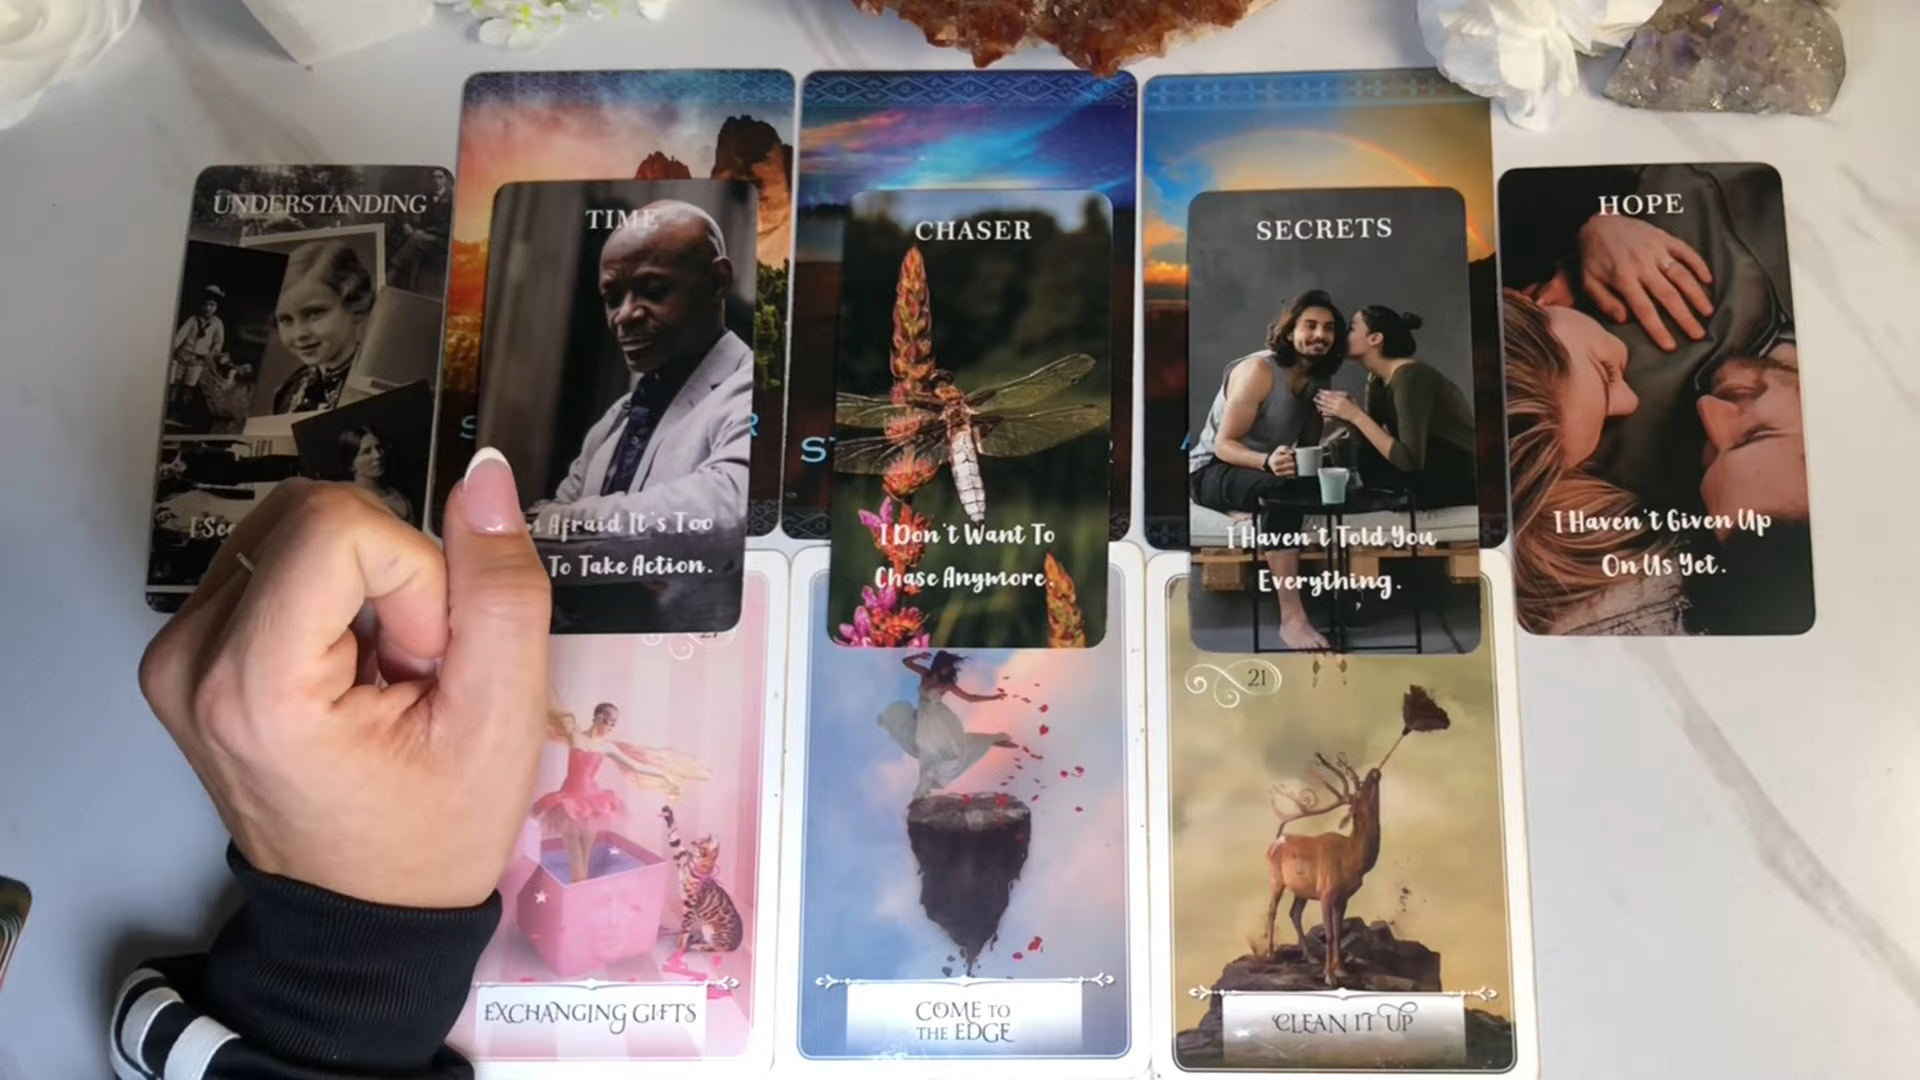 UNDERSTANDING
I See
TIME
Afraid It's Too
To Take Action.
CHASER
I Don't Want To
Chase Anymore.
SECRETS
I Haven't Told You
Everything.
HOPE
I Haven't Given Up
On Us Yet.
21
EXCHANGING GIFTS
COME TO
THE EDGE
CLEAN IT UP